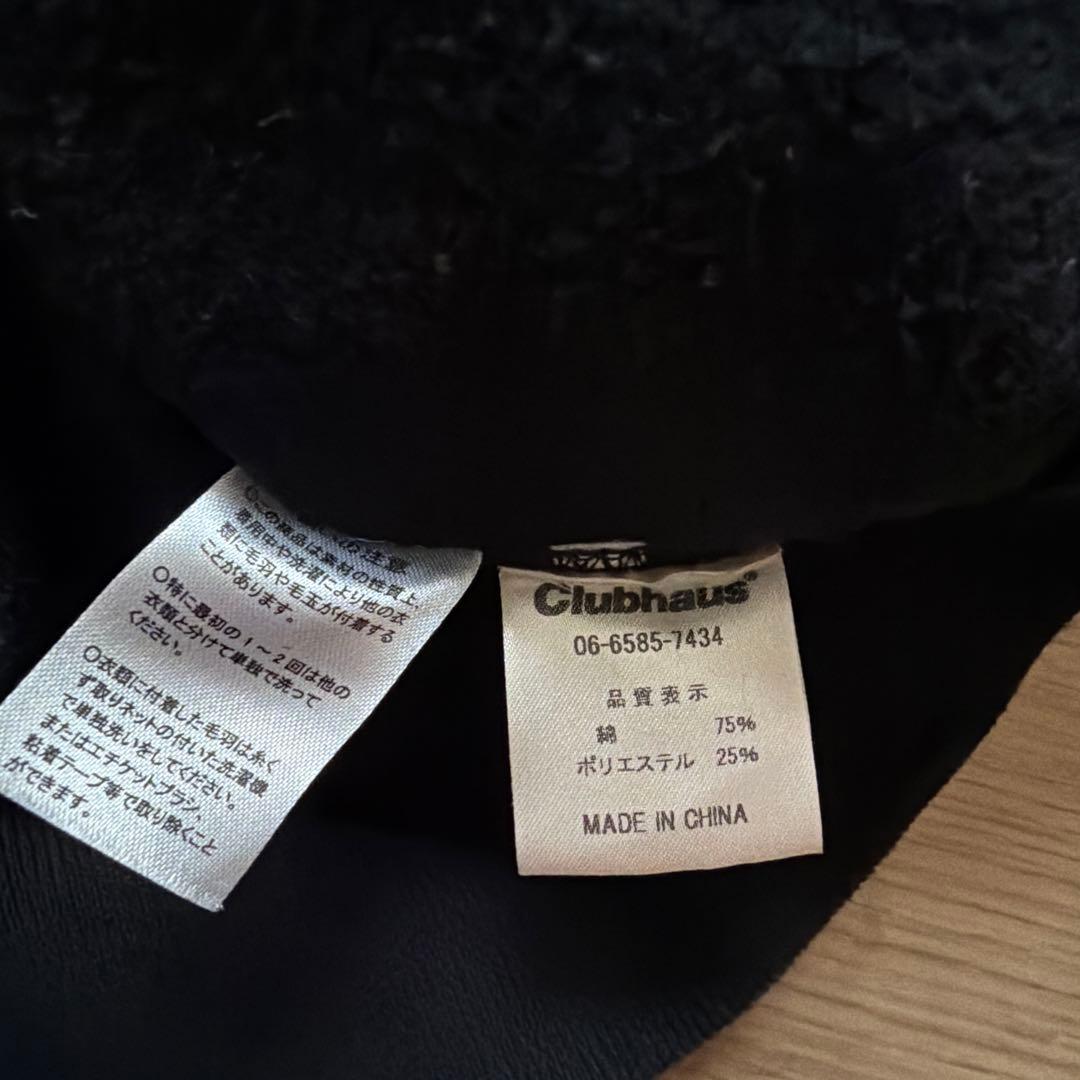 の注意
○この商品は素材の性質上、
着用中や洗濯により他の衣
類に毛羽や毛玉が付着する
ことがあります。
○特に最初の1～2回は他の
衣類と分けて単独で洗って
ください。
○衣類に付着した毛羽は糸く
ず取りネットの付いた洗濯機
で単独洗いをしてください。
またはエチケットブラシ、
粘着テープ等で取り除くこと
ができます。
Clubhaus®
06-6585-7434
品質表示
綿 75%
ポリエステル 25%
MADE IN CHINA